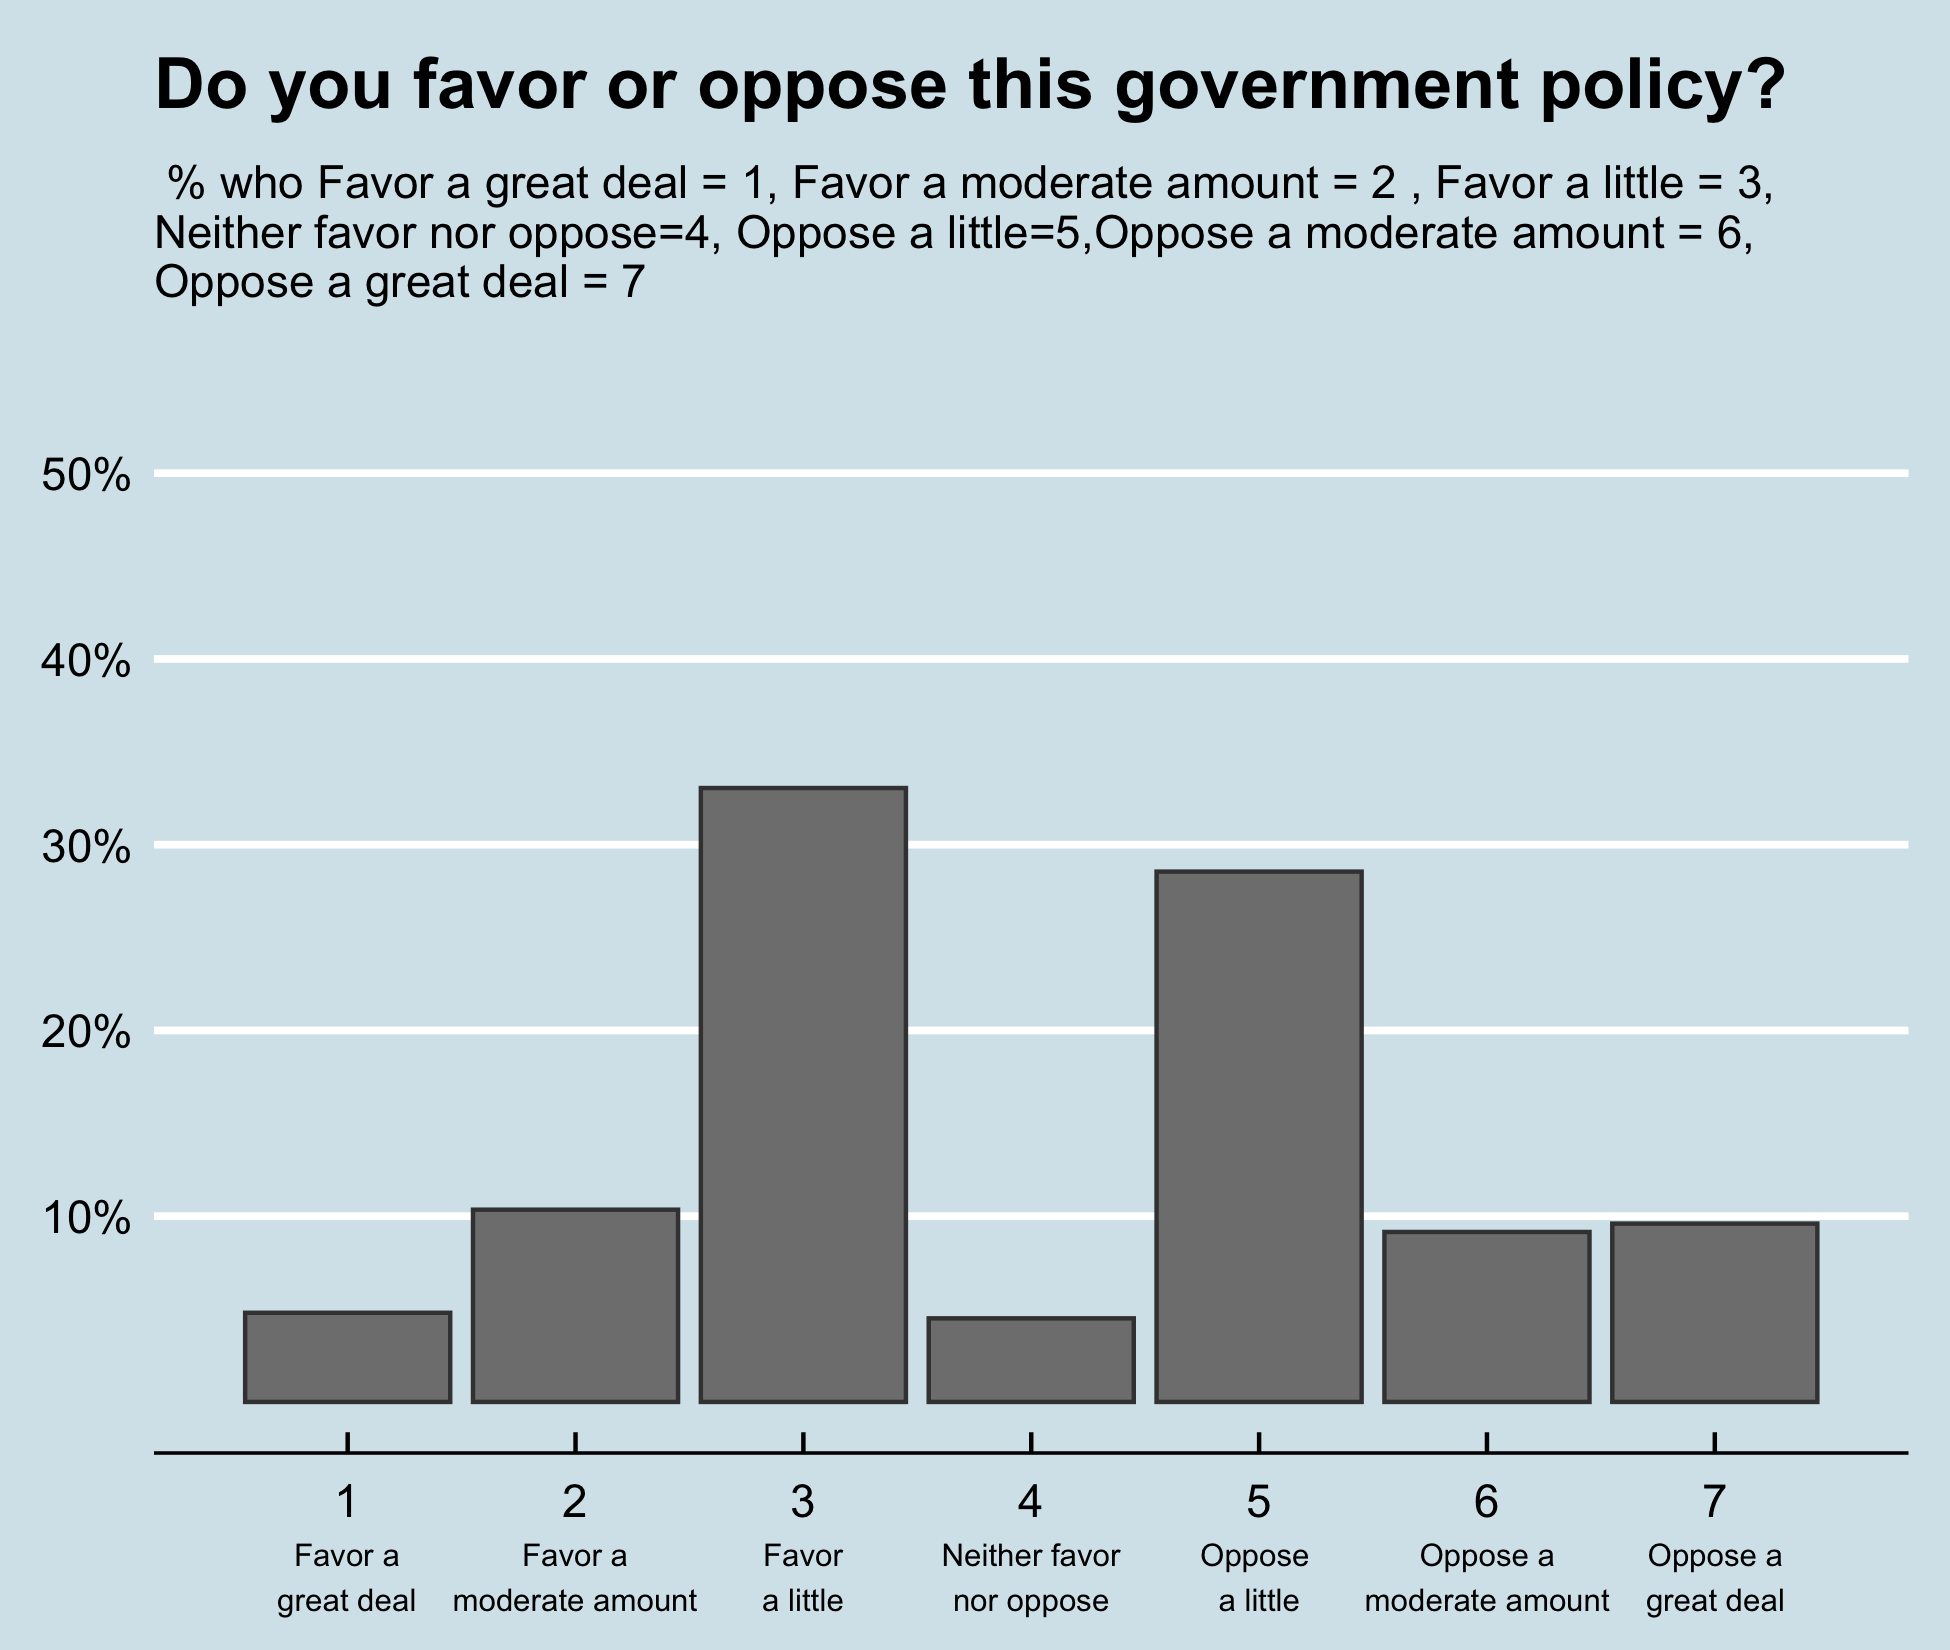 Do you favor or oppose this government policy?
% who Favor a great deal = 1, Favor a moderate amount = 2 , Favor a little = 3,
Neither favor nor oppose=4, Oppose a little=5,Oppose a moderate amount = 6,
Oppose a great deal = 7
50%
40%
30%
20%
10%
1 2 3 4 5 6 7
Favor a Favor a Favor Neither favor Oppose Oppose a Oppose a
great deal moderate amount a little nor oppose a little moderate amount great deal